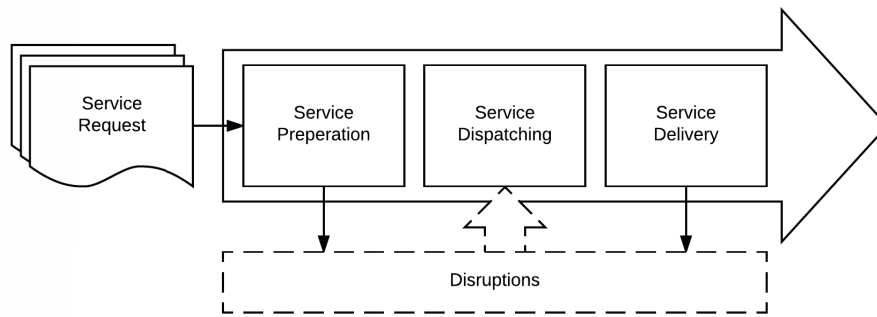 Service
Request
Service
Preperation
Service
Dispatching
Service
Delivery
Disruptions